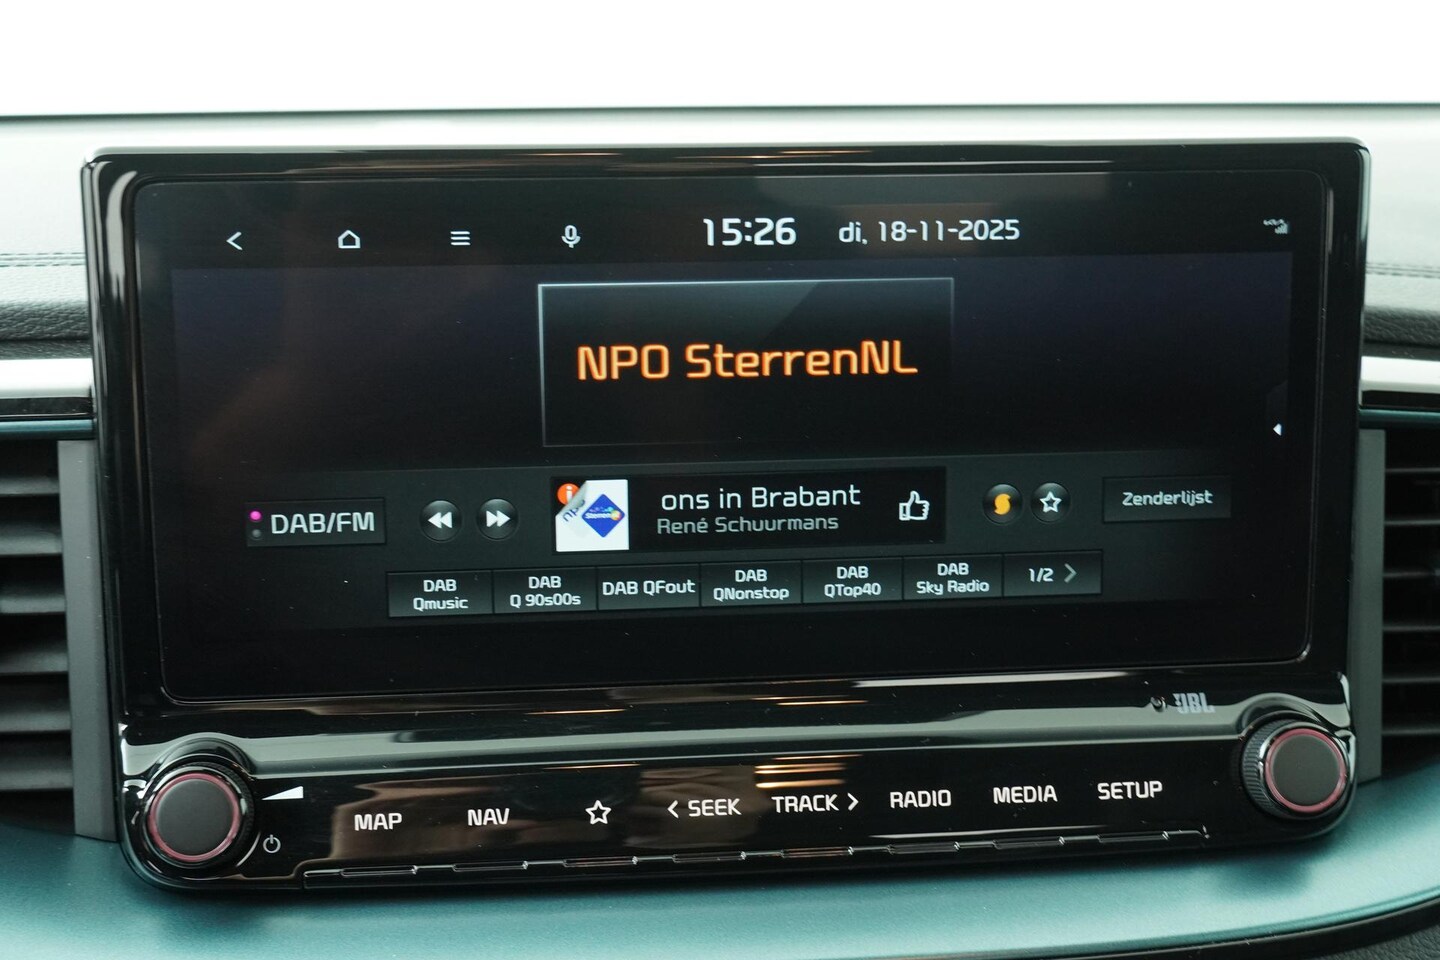 15:26 di, 18-11-2025
NPO SterrenNL
DAB/FM
npo
Sterren
ons in Brabant
René Schuurmans
Zenderlijst
DAB
Qmusic
DAB
Q 90s00s
DAB QFout
DAB
QNonstop
DAB
QTop40
DAB
Sky Radio
1/2 >
JBL
MAP NAV < SEEK TRACK > RADIO MEDIA SETUP